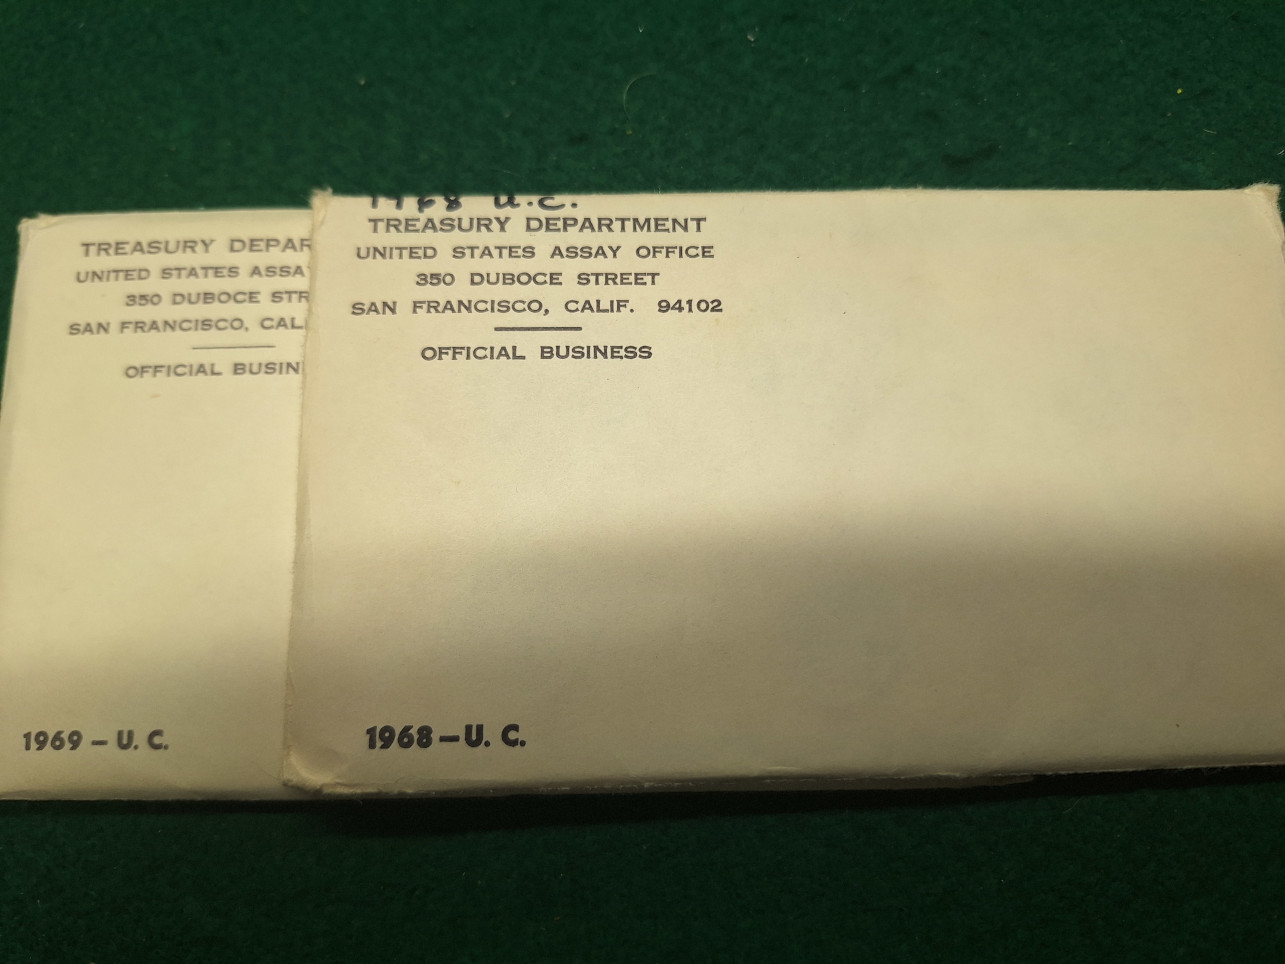 TREASURY DEPAR
UNITED STATES ASSA
350 DUBOCE STR
SAN FRANCISCO, CAL
OFFICIAL BUSIN
1969 – U. C.
1968 U.C.
TREASURY DEPARTMENT
UNITED STATES ASSAY OFFICE
350 DUBOCE STREET
SAN FRANCISCO, CALIF. 94102
OFFICIAL BUSINESS
1968 – U. C.